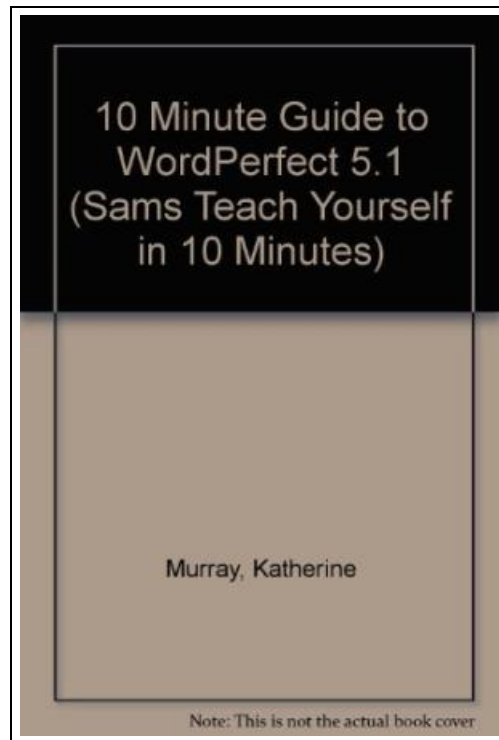 10 Minute Guide to
WordPerfect 5.1
(Sams Teach Yourself
in 10 Minutes)
Murray, Katherine
Note: This is not the actual book cover